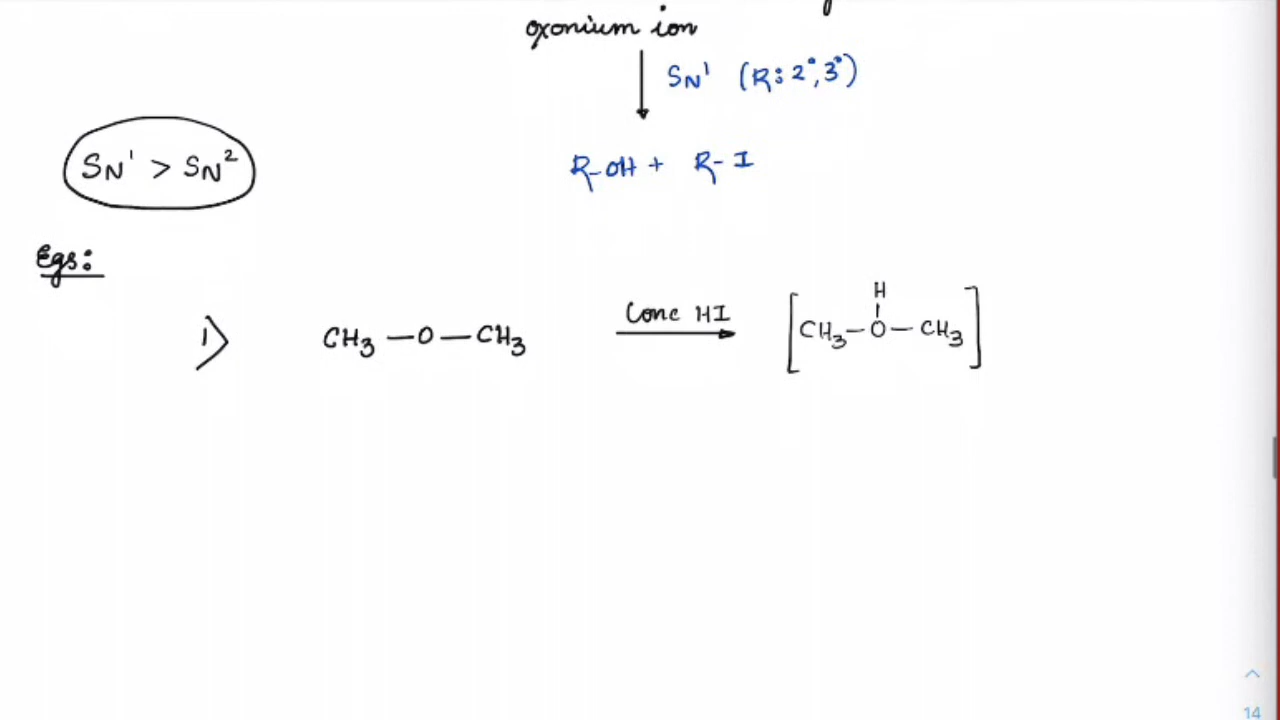 oxonium ion
SN¹ (R: 2°, 3°)
R-OH + R-I
SN¹ > SN²
Egs:
1) CH₃ — O — CH₃ Conc HI [CH₃ — O — CH₃]
H
14